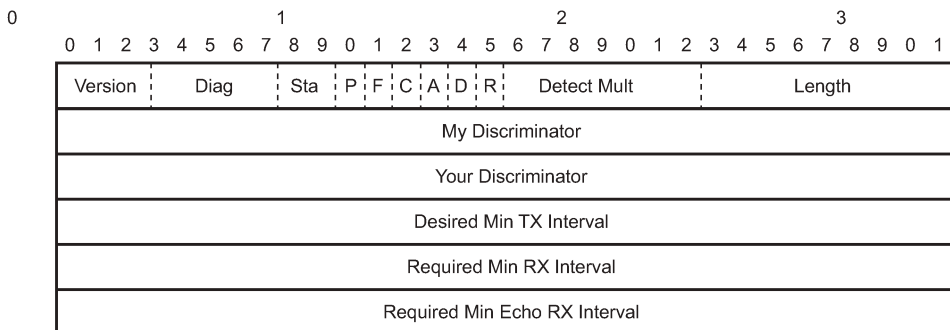 0 1 2 3
0 1 2 3 4 5 6 7 8 9 0 1 2 3 4 5 6 7 8 9 0 1 2 3 4 5 6 7 8 9 0 1
Version Diag Sta P F C A D R Detect Mult Length
My Discriminator
Your Discriminator
Desired Min TX Interval
Required Min RX Interval
Required Min Echo RX Interval